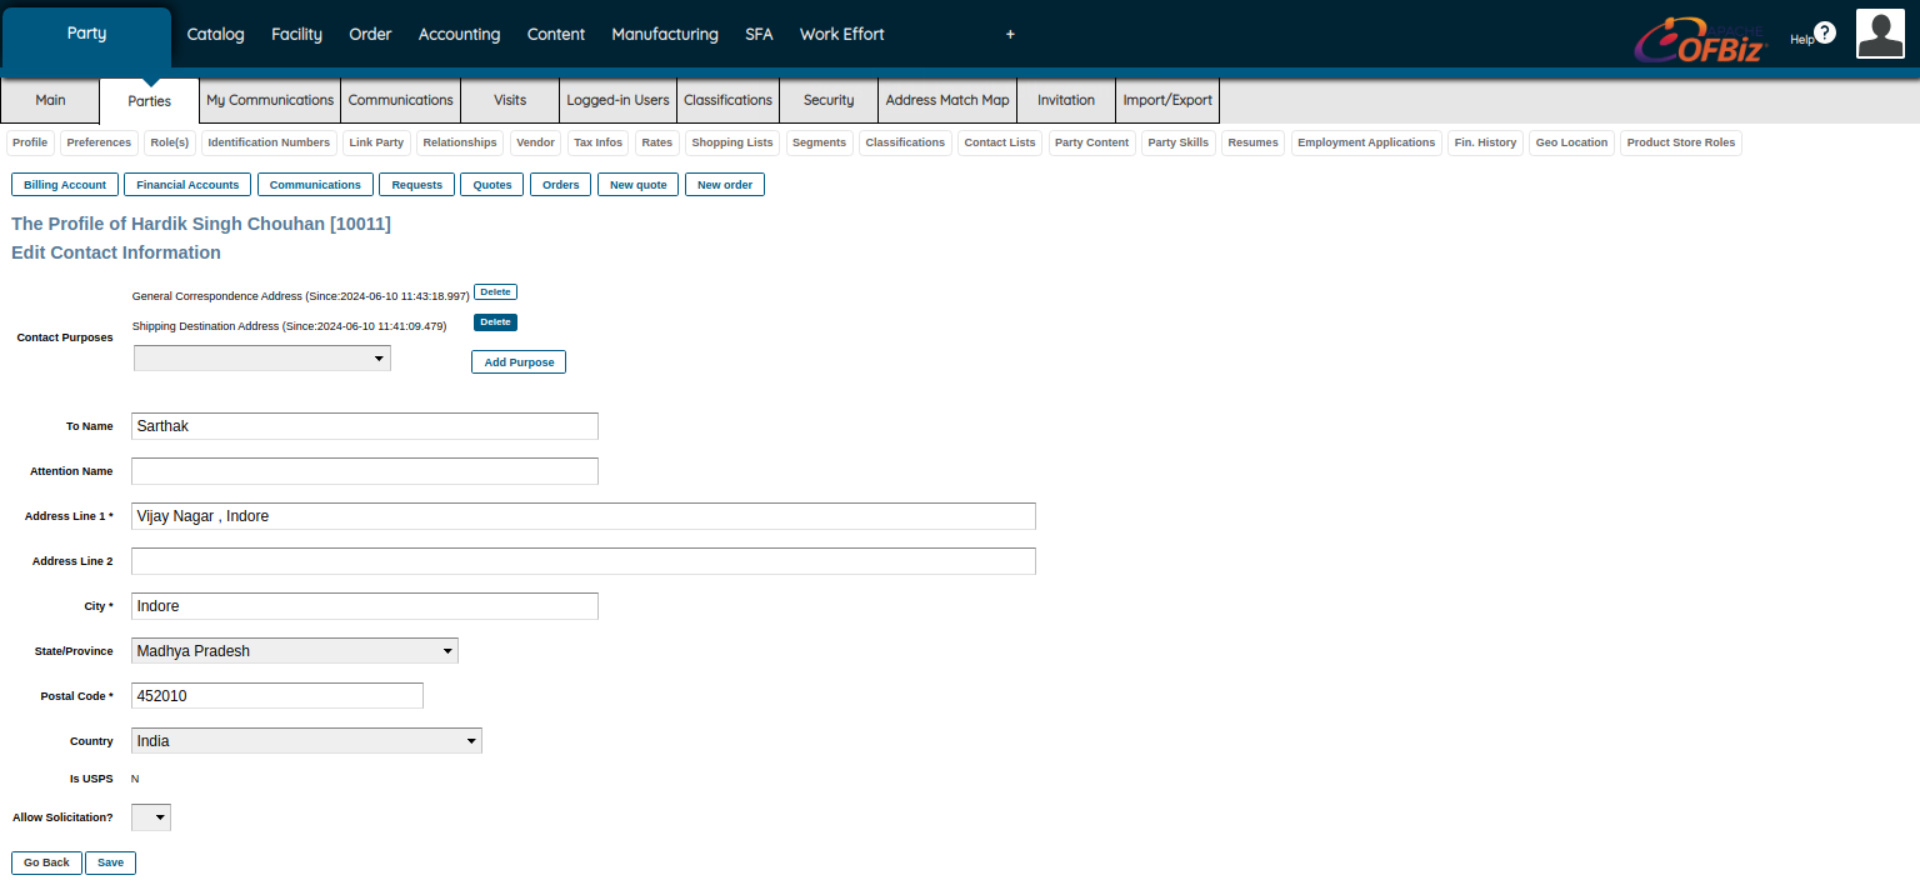 Party Catalog Facility Order Accounting Content Manufacturing SFA Work Effort + APACHE OFBiz Help ?
Main Parties My Communications Communications Visits Logged-in Users Classifications Security Address Match Map Invitation Import/Export
Profile Preferences Role(s) Identification Numbers Link Party Relationships Vendor Tax Infos Rates Shopping Lists Segments Classifications Contact Lists Party Content Party Skills Resumes Employment Applications Fin. History Geo Location Product Store Roles
Billing Account Financial Accounts Communications Requests Quotes Orders New quote New order
The Profile of Hardik Singh Chouhan [10011]
Edit Contact Information
General Correspondence Address (Since:2024-06-10 11:43:18.997) Delete
Shipping Destination Address (Since:2024-06-10 11:41:09.479) Delete
Contact Purposes
Add Purpose
To Name Sarthak
Attention Name
Address Line 1 * Vijay Nagar , Indore
Address Line 2
City * Indore
State/Province Madhya Pradesh
Postal Code * 452010
Country India
Is USPS N
Allow Solicitation?
Go Back Save